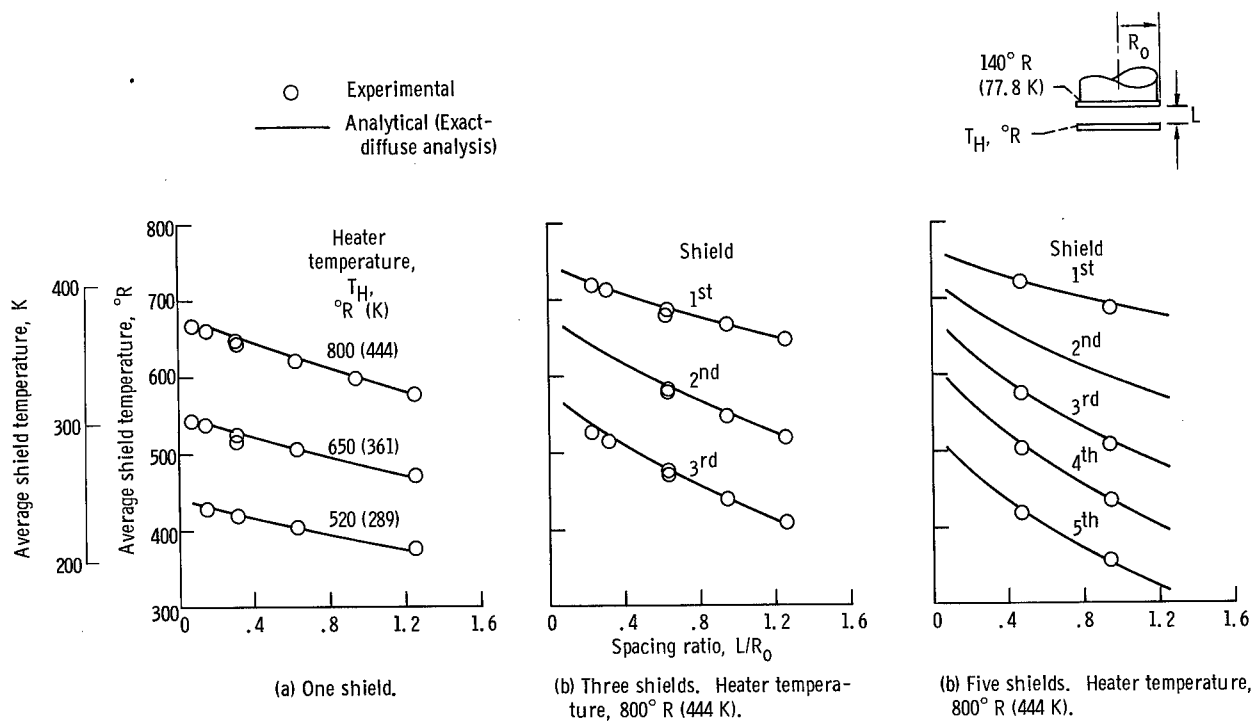 Experimental
Analytical (Exact-
diffuse analysis)
R₀
140° R
(77.8 K)
L
T_H, °R
Average shield temperature, K
400
300
200
Average shield temperature, °R
800
700
600
500
400
300
Heater
temperature,
T_H,
°R (K)
800 (444)
650 (361)
520 (289)
0 .4 .8 1.2 1.6
(a) One shield.
Shield
1st
2nd
3rd
0 .4 .8 1.2 1.6
Spacing ratio, L/R₀
(b) Three shields. Heater tempera-
ture, 800° R (444 K).
Shield
1st
2nd
3rd
4th
5th
0 .4 .8 1.2 1.6
(b) Five shields. Heater temperature,
800° R (444 K).